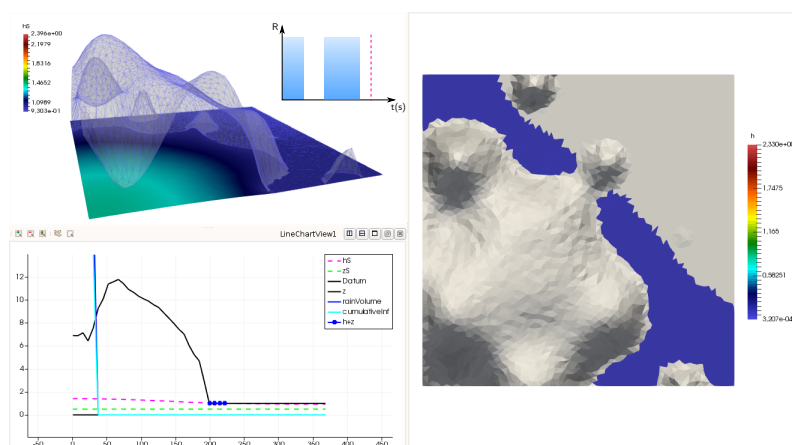 hS
2.396e+00
2.1979
1.8316
1.4652
1.0989
9.303e-01
R
t(s)
LineChartView1
hS
zS
Datum
z
rainVolume
cumulativeInf
h+z
12
10
8
6
4
2
0
-50
0
50
100
150
200
250
300
350
400
450
h
2.330e+00
1.7475
1.165
0.58251
3.207e-04